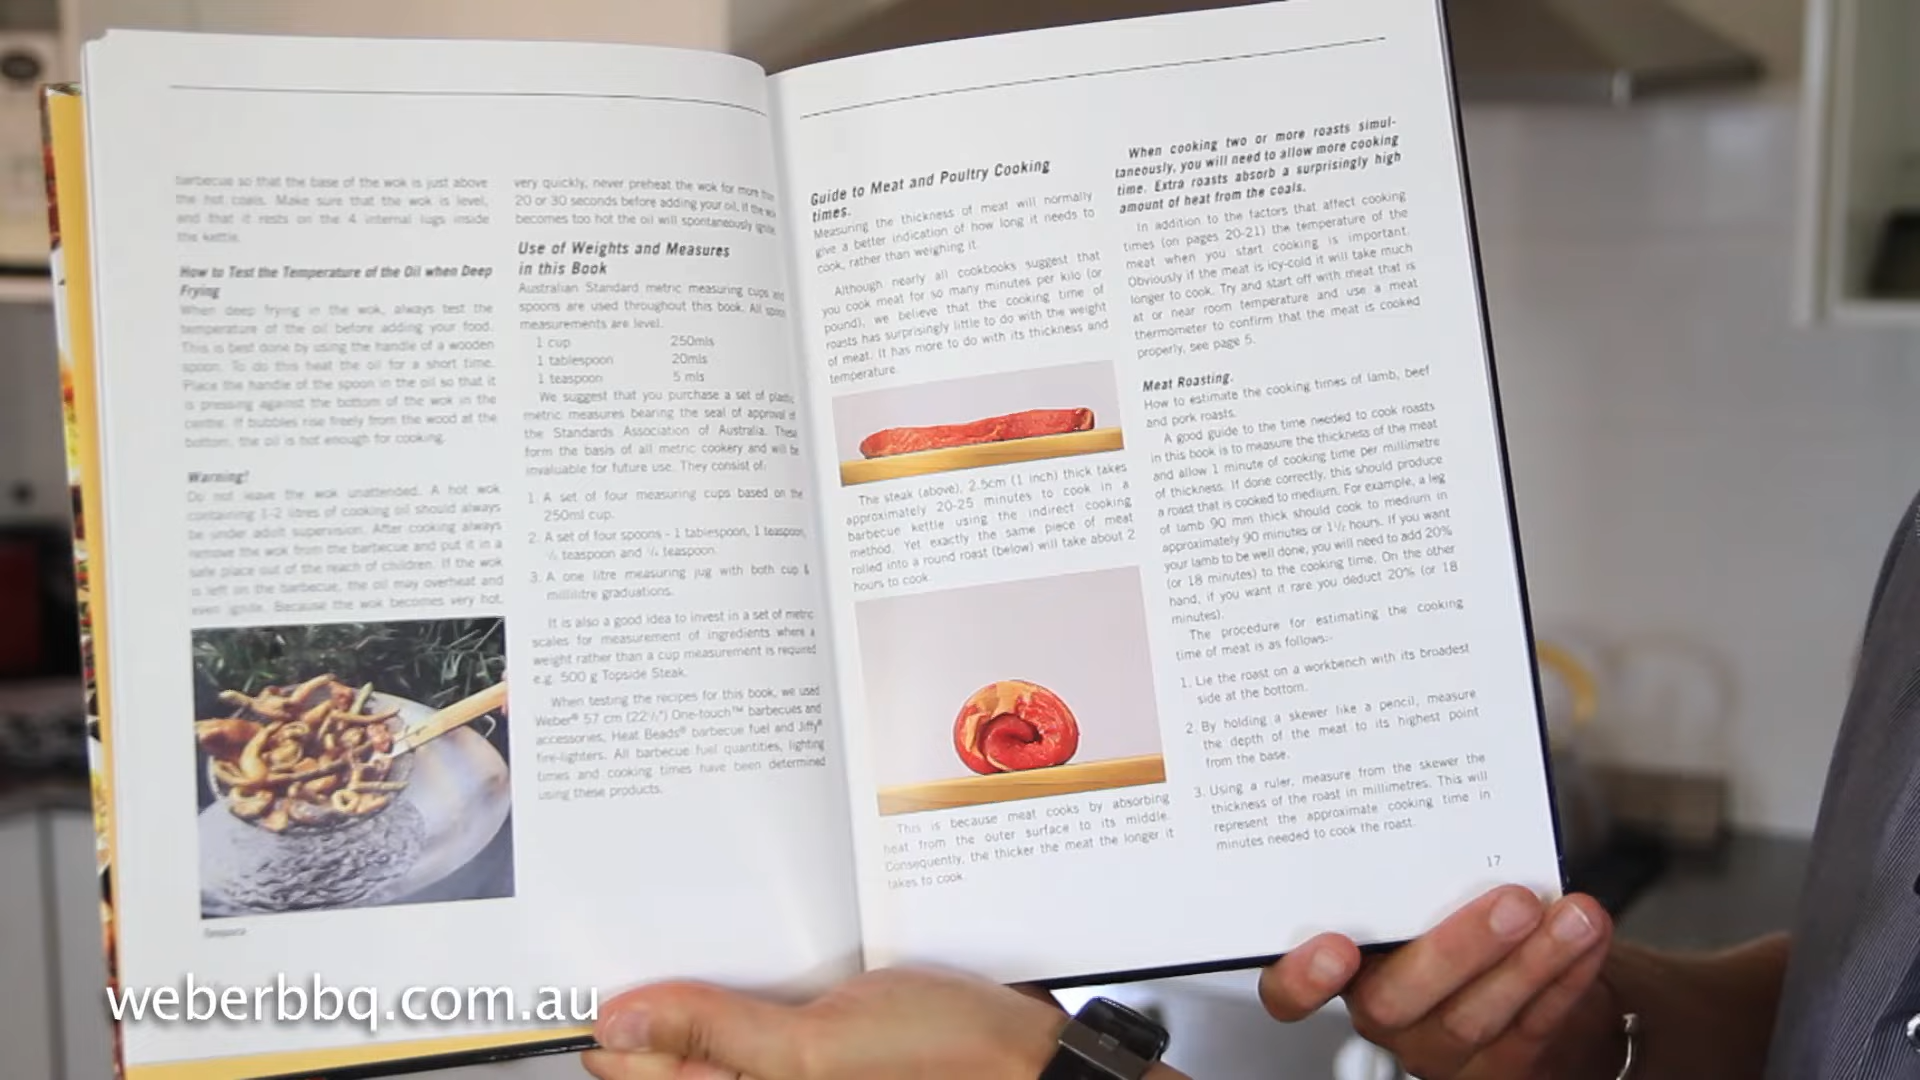 barbecue so that the base of the wok is just above
the hot coals. Make sure that the wok is level,
and that it rests on the 4 internal lugs inside
the kettle.
How to Test the Temperature of the Oil when Deep
Frying
When deep frying in the wok, always test the
temperature of the oil before adding your food.
This is best done by using the handle of a wooden
spoon. To do this heat the oil for a short time.
Place the handle of the spoon in the oil so that it
is pressing against the bottom of the wok in the
centre. If bubbles rise freely from the wood at the
bottom, the oil is hot enough for cooking.
Warning!
Do not leave the wok unattended. A hot wok
containing 1-2 litres of cooking oil should always
be under adult supervision. After cooking always
remove the wok from the barbecue and put it in a
safe place out of the reach of children. If the wok
is left on the barbecue, the oil may overheat and
even ignite. Because the wok becomes very hot,
Tempura
very quickly, never preheat the wok for more than
20 or 30 seconds before adding your oil. If the wok
becomes too hot the oil will spontaneously ignite.
Use of Weights and Measures
in this Book
Australian Standard metric measuring cups and
spoons are used throughout this book. All spoon
measurements are level.
1 cup 250mls
1 tablespoon 20mls
1 teaspoon 5 mls
We suggest that you purchase a set of plastic
metric measures bearing the seal of approval of
the Standards Association of Australia. These
form the basis of all metric cookery and will be
invaluable for future use. They consist of:
1. A set of four measuring cups based on the
250ml cup.
2. A set of four spoons - 1 tablespoon, 1 teaspoon,
½ teaspoon and ¼ teaspoon.
3. A one litre measuring jug with both cup &
millilitre graduations.
It is also a good idea to invest in a set of metric
scales for measurement of ingredients where a
weight rather than a cup measurement is required
e.g. 500 g Topside Steak.
When testing the recipes for this book, we used
Weber® 57 cm (22½") One-touch™ barbecues and
accessories, Heat Beads® barbecue fuel and Jiffy®
fire-lighters. All barbecue fuel quantities, lighting
times and cooking times have been determined
using these products.
Guide to Meat and Poultry Cooking
times.
Measuring the thickness of meat will normally
give a better indication of how long it needs to
cook, rather than weighing it.
Although nearly all cookbooks suggest that
you cook meat for so many minutes per kilo (or
pound), we believe that the cooking time of
roasts has surprisingly little to do with the weight
of meat. It has more to do with its thickness and
temperature.
The steak (above), 2.5cm (1 inch) thick takes
approximately 20-25 minutes to cook in a
barbecue kettle using the indirect cooking
method. Yet exactly the same piece of meat
rolled into a round roast (below) will take about 2
hours to cook.
This is because meat cooks by absorbing
heat from the outer surface to its middle.
Consequently, the thicker the meat the longer it
takes to cook.
When cooking two or more roasts simul-
taneously, you will need to allow more cooking
time. Extra roasts absorb a surprisingly high
amount of heat from the coals.
In addition to the factors that affect cooking
times (on pages 20-21) the temperature of the
meat when you start cooking is important.
Obviously if the meat is icy-cold it will take much
longer to cook. Try and start off with meat that is
at or near room temperature and use a meat
thermometer to confirm that the meat is cooked
properly, see page 5.
Meat Roasting.
How to estimate the cooking times of lamb, beef
and pork roasts.
A good guide to the time needed to cook roasts
in this book is to measure the thickness of the meat
and allow 1 minute of cooking time per millimetre
of thickness. If done correctly, this should produce
a roast that is cooked to medium. For example, a leg
of lamb 90 mm thick should cook to medium in
approximately 90 minutes or 1½ hours. If you want
your lamb to be well done, you will need to add 20%
(or 18 minutes) to the cooking time. On the other
hand, if you want it rare you deduct 20% (or 18
minutes).
The procedure for estimating the cooking
time of meat is as follows:-
1. Lie the roast on a workbench with its broadest
side at the bottom.
2. By holding a skewer like a pencil, measure
the depth of the meat to its highest point
from the base.
3. Using a ruler, measure from the skewer the
thickness of the roast in millimetres. This will
represent the approximate cooking time in
minutes needed to cook the roast.
17
weberbbq.com.au